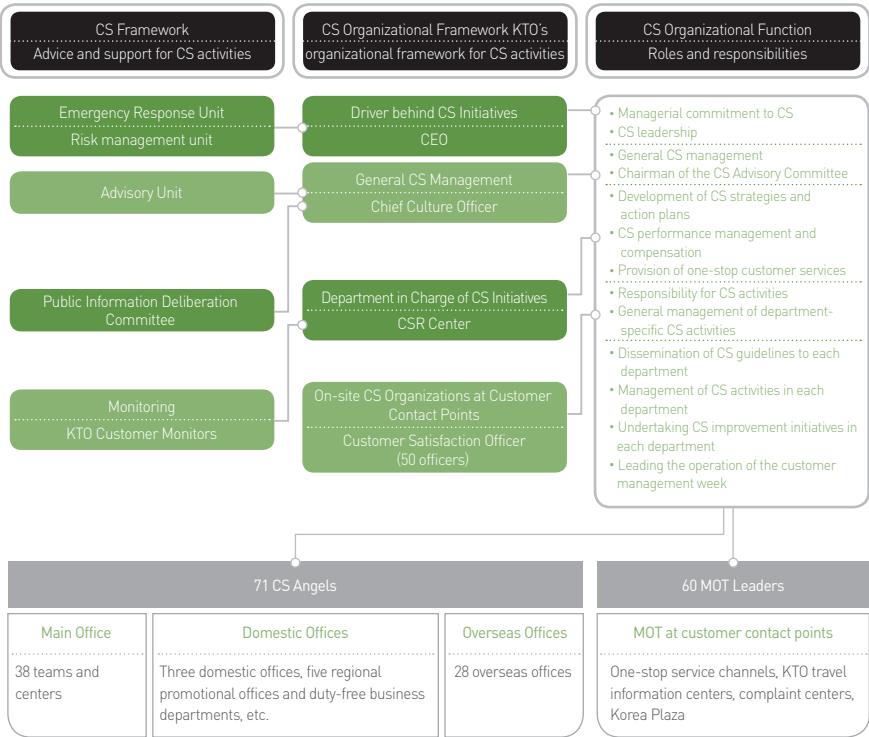 CS Framework
Advice and support for CS activities
CS Organizational Framework KTO's
organizational framework for CS activities
CS Organizational Function
Roles and responsibilities
Emergency Response Unit
Risk management unit
Advisory Unit
Public Information Deliberation
Committee
Monitoring
KTO Customer Monitors
Driver behind CS Initiatives
CEO
General CS Management
Chief Culture Officer
Department in Charge of CS Initiatives
CSR Center
On-site CS Organizations at Customer
Contact Points
Customer Satisfaction Officer
(50 officers)
• Managerial commitment to CS
• CS leadership
• General CS management
• Chairman of the CS Advisory Committee
• Development of CS strategies and
action plans
• CS performance management and
compensation
• Provision of one-stop customer services
• Responsibility for CS activities
• General management of department-
specific CS activities
• Dissemination of CS guidelines to each
department
• Management of CS activities in each
department
• Undertaking CS improvement initiatives in
each department
• Leading the operation of the customer
management week
71 CS Angels
60 MOT Leaders
Main Office
38 teams and
centers
Domestic Offices
Three domestic offices, five regional
promotional offices and duty-free business
departments, etc.
Overseas Offices
28 overseas offices
MOT at customer contact points
One-stop service channels, KTO travel
information centers, complaint centers,
Korea Plaza